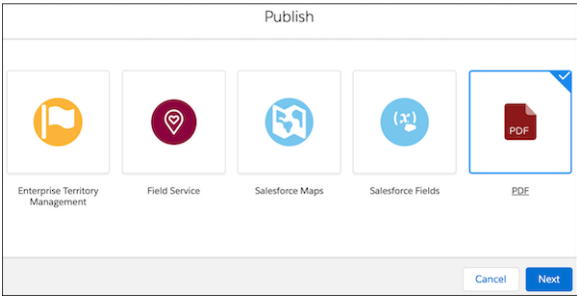 Publish
(x)
PDF
Enterprise Territory
Management
Field Service
Salesforce Maps
Salesforce Fields
PDF
Cancel
Next